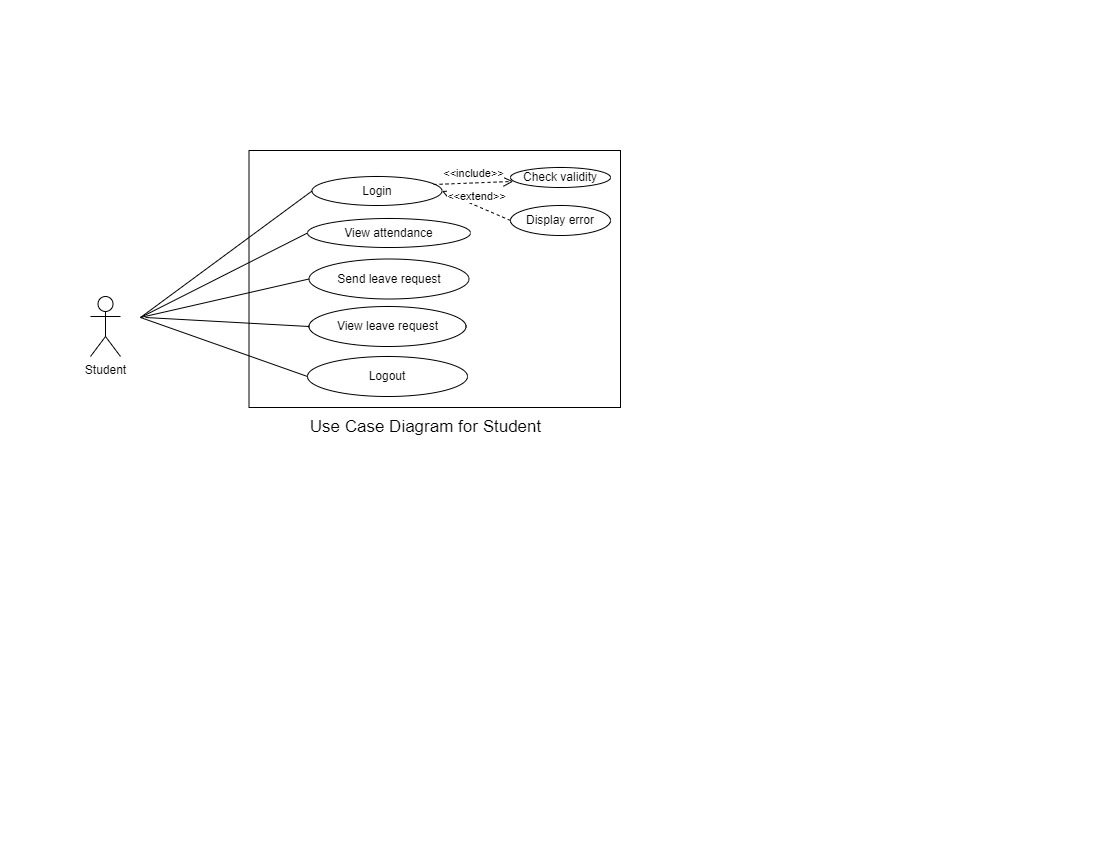 <<include>>
Check validity
Login
<<extend>>
Display error
View attendance
Send leave request
View leave request
Student
Logout
Use Case Diagram for Student